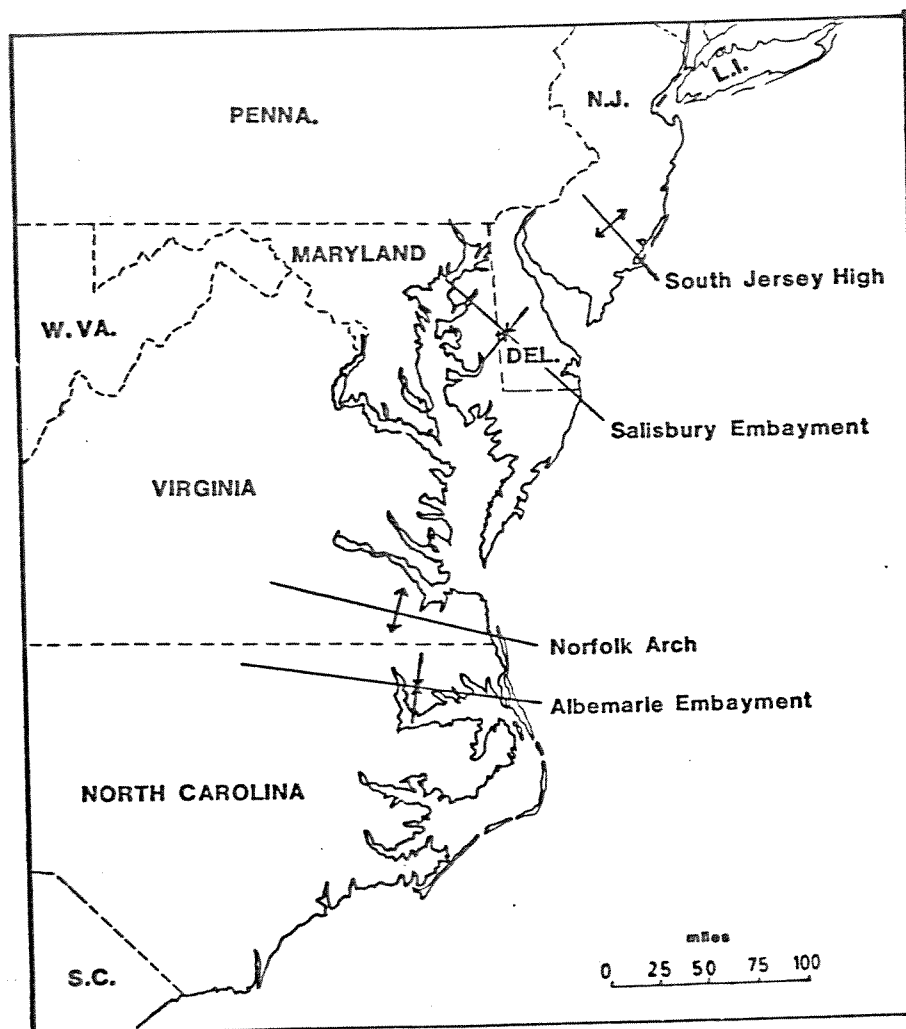 L.I.
N.J.
PENNA.
MARYLAND
South Jersey High
W. VA.
DEL.
Salisbury Embayment
VIRGINIA
Norfolk Arch
Albemarle Embayment
NORTH CAROLINA
miles
0 25 50 75 100
S.C.